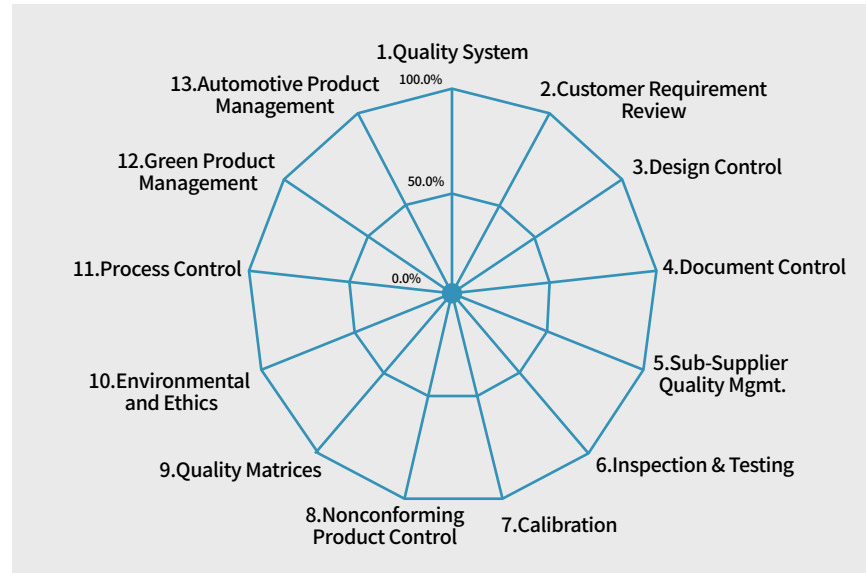 1.Quality System
100.0%
50.0%
0.0%
2.Customer Requirement
Review
3.Design Control
4.Document Control
5.Sub-Supplier
Quality Mgmt.
6.Inspection & Testing
7.Calibration
8.Nonconforming
Product Control
9.Quality Matrices
10.Environmental
and Ethics
11.Process Control
12.Green Product
Management
13.Automotive Product
Management